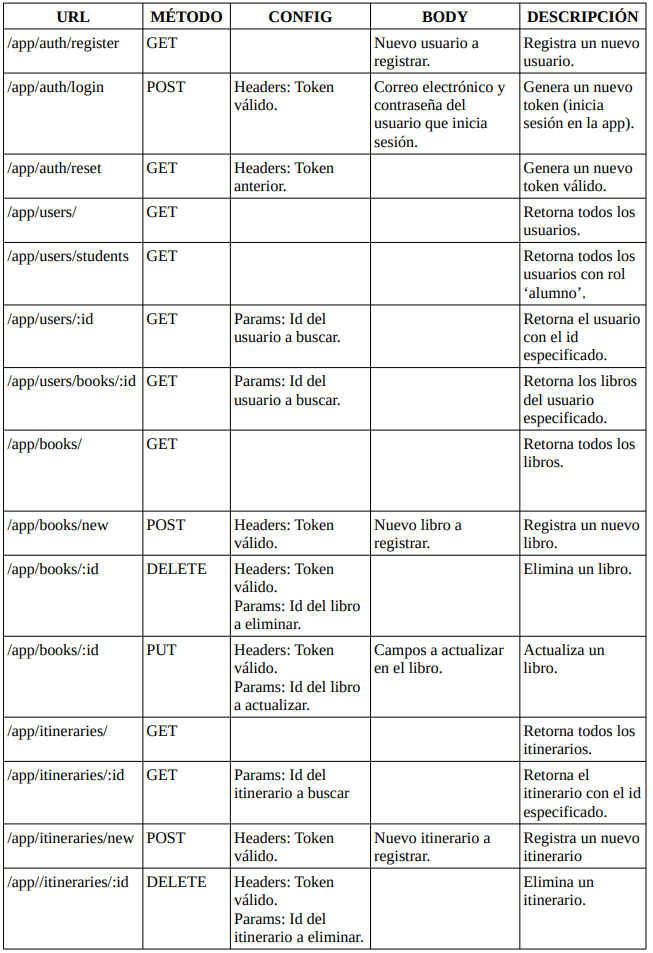 URL MÉTODO CONFIG BODY DESCRIPCIÓN
/app/auth/register GET Nuevo usuario a Registra un nuevo
registrar. usuario.
/app/auth/login POST Headers: Token Correo electrónico y Genera un nuevo
válido. contraseña del token (inicia
usuario que inicia sesión en la app).
sesión.
/app/auth/reset GET Headers: Token Genera un nuevo
anterior. token válido.
/app/users/ GET Retorna todos los
usuarios.
/app/users/students GET Retorna todos los
usuarios con rol
‘alumno’.
/app/users/:id GET Params: Id del Retorna el usuario
usuario a buscar. con el id
especificado.
/app/users/books/:id GET Params: Id del Retorna los libros
usuario a buscar. del usuario
especificado.
/app/books/ GET Retorna todos los
libros.
/app/books/new POST Headers: Token Nuevo libro a Registra un nuevo
válido. registrar. libro.
/app/books/:id DELETE Headers: Token Elimina un libro.
válido.
Params: Id del libro
a eliminar.
/app/books/:id PUT Headers: Token Campos a actualizar Actualiza un
válido. en el libro. libro.
Params: Id del libro
a actualizar.
/app/itineraries/ GET Retorna todos los
itinerarios.
/app/itineraries/:id GET Params: Id del Retorna el
itinerario a buscar itinerario con el id
especificado.
/app/itineraries/new POST Headers: Token Nuevo itinerario a Registra un nuevo
válido. registrar. itinerario
/app//itineraries/:id DELETE Headers: Token Elimina un
válido. itinerario.
Params: Id del
itinerario a eliminar.